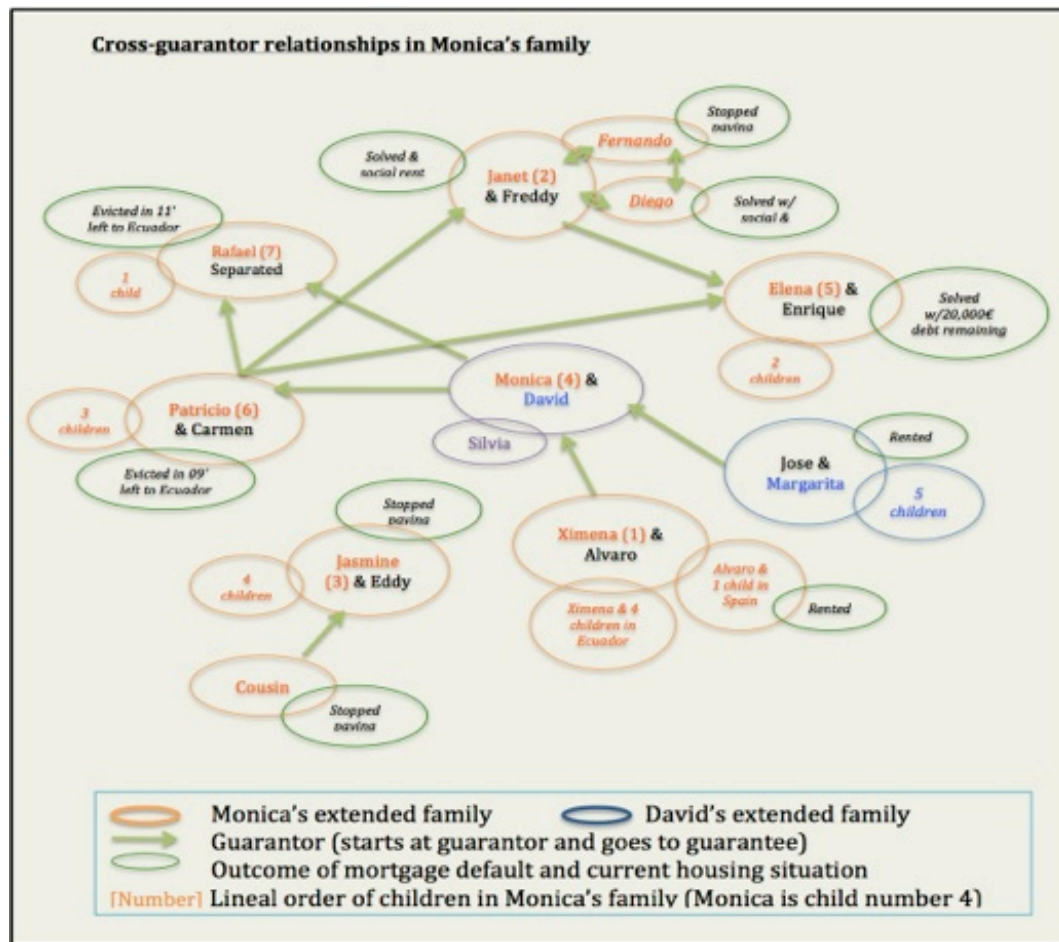 Cross-guarantor relationships in Monica's family
Stopped
Fernando
Solved &
social rent
Janet (2)
& Freddy
Diego
Solved w/
social &
Evicted in 11'
left to Ecuador
Rafael (7)
Separated
1
child
Elena (5) &
Enrique
Solved
w/20,000€
debt remaining
2
children
Monica (4) &
David
Silvia
3
children
Patricio (6)
& Carmen
Evicted in 09'
left to Ecuador
Rented
Jose &
Margarita
5
children
Stopped
Jasmine
(3) & Eddy
4
children
Ximena (1) &
Alvaro
Alvaro &
1 child in
Spain
Rented
Ximena & 4
children in
Ecuador
Cousin
Stopped
Monica's extended family
David's extended family
Guarantor (starts at guarantor and goes to guarantee)
Outcome of mortgage default and current housing situation
[Number] Lineal order of children in Monica's family (Monica is child number 4)